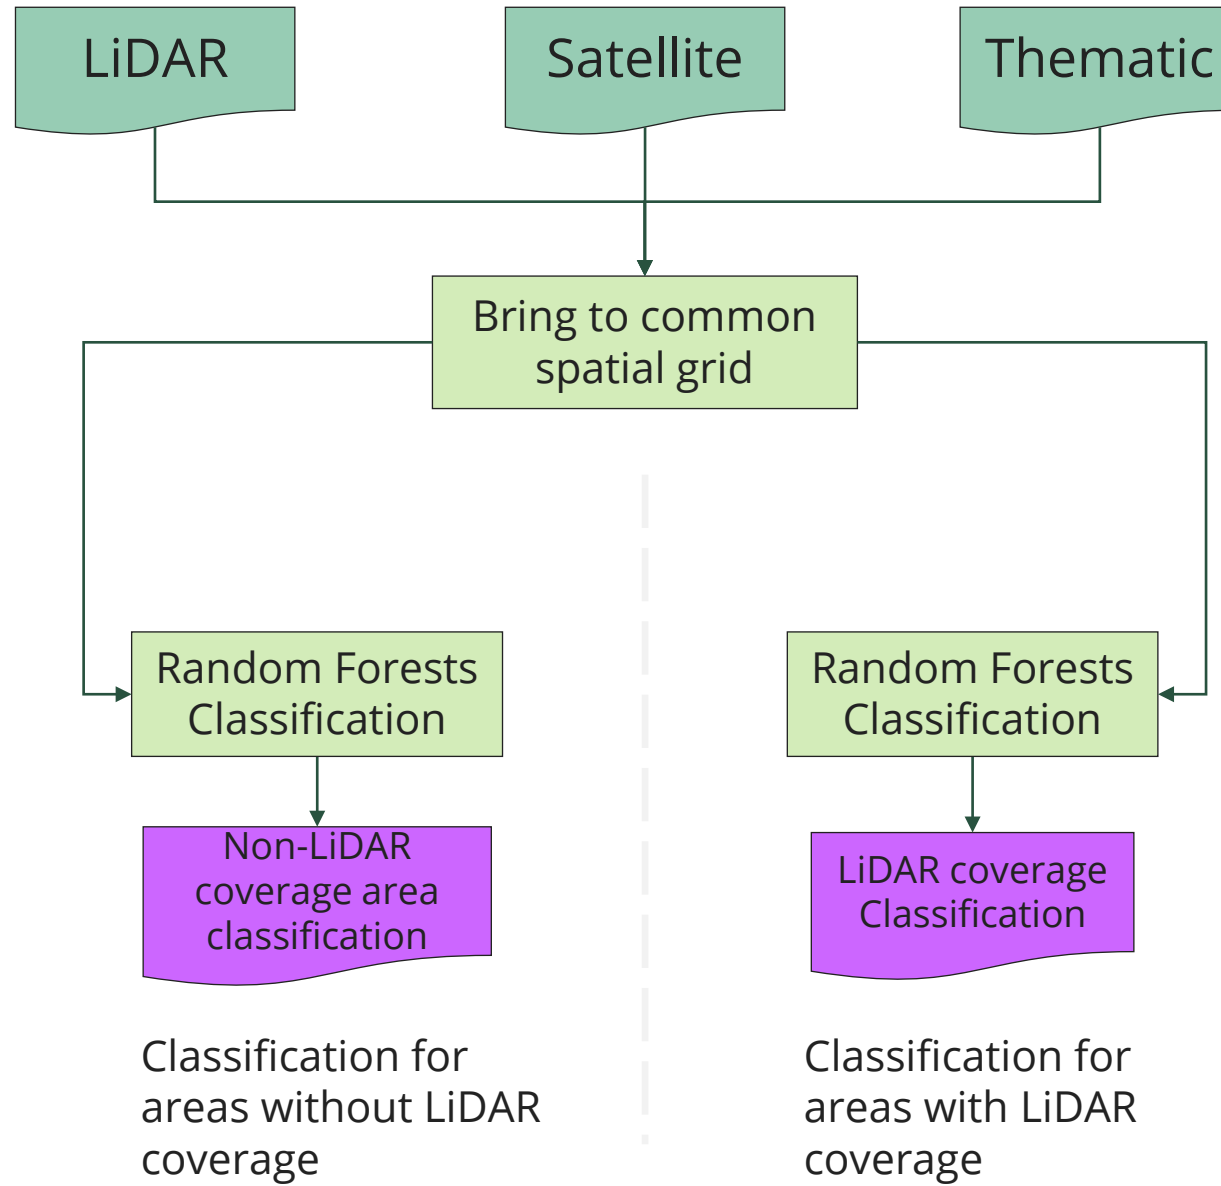 LiDAR
Satellite
Thematic
Bring to common
spatial grid
Random Forests
Classification
Random Forests
Classification
Non-LiDAR
coverage area
classification
LiDAR coverage
Classification
Classification for
areas without LiDAR
coverage
Classification for
areas with LiDAR
coverage